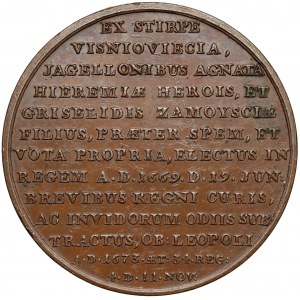 EX STIRPE
VISNIOVIECIA,
JAGELLONIBUS AGNATA
HIEREMIÆ HEROIS, ET
GRISELIDIS ZAMOYSCIÆ
FILIUS, PRÆTER SPEM, ET
VOTA PROPRIA, ELECTUS IN
REGEM A.D. 1669. D. 19. JUN.
BREVIBUS REGNI CURIS,
AC INVIDORUM ODIIS SUB
TRACTUS, OB. LEOPOLI
A.D. 1673. ÆT. 34. REG:
4. D. 11. NOV.